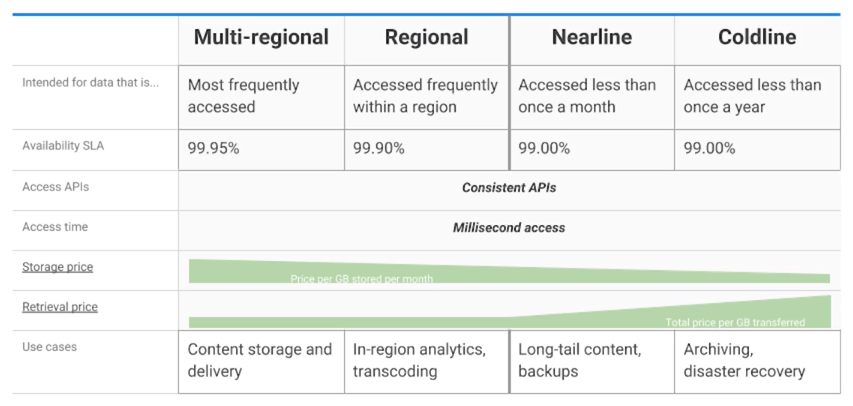 Multi-regional Regional Nearline Coldline
Intended for data that is...
Most frequently
accessed
Accessed frequently
within a region
Accessed less than
once a month
Accessed less than
once a year
Availability SLA 99.95% 99.90% 99.00% 99.00%
Access APIs Consistent APIs
Access time Millisecond access
Storage price
Price per GB stored per month
Retrieval price
Total price per GB transferred
Use cases
Content storage and
delivery
In-region analytics,
transcoding
Long-tail content,
backups
Archiving,
disaster recovery